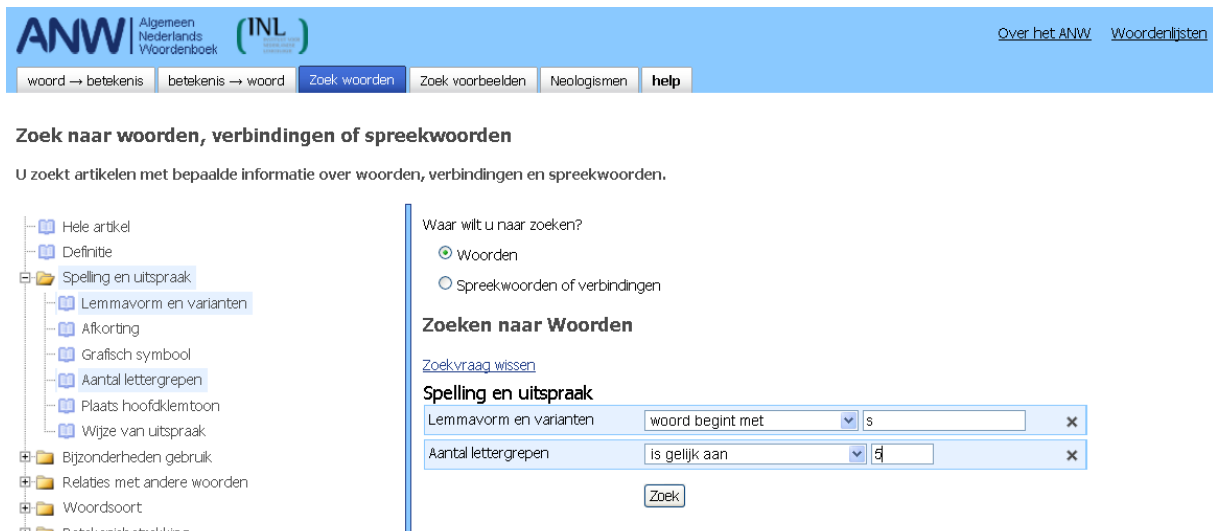 ANW Algemeen Nederlands Woordenboek (INL)
Over het ANW Woordenlijsten
woord → betekenis betekenis → woord Zoek woorden Zoek voorbeelden Neologismen help
Zoek naar woorden, verbindingen of spreekwoorden
U zoekt artikelen met bepaalde informatie over woorden, verbindingen en spreekwoorden.
Hele artikel
Definitie
Spelling en uitspraak
Lemmavorm en varianten
Afkorting
Grafisch symbool
Aantal lettergrepen
Plaats hoofdklemtoon
Wijze van uitspraak
Bijzonderheden gebruik
Relaties met andere woorden
Woordsoort
Waar wilt u naar zoeken?
Woorden
Spreekwoorden of verbindingen
Zoeken naar Woorden
Zoekvraag wissen
Spelling en uitspraak
Lemmavorm en varianten woord begint met s
Aantal lettergrepen is gelijk aan 5
Zoek